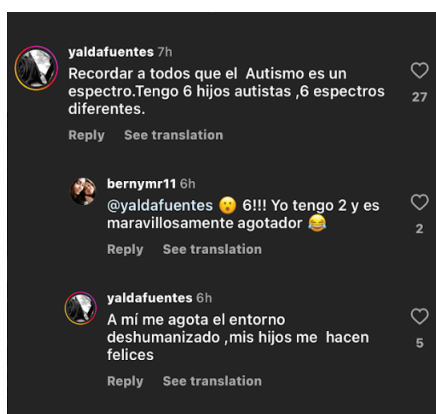 yaldafuentes 7h
Recordar a todos que el Autismo es un
espectro.Tengo 6 hijos autistas ,6 espectros
diferentes.
27
Reply See translation
bernymr11 6h
@yaldafuentes 😮 6!!! Yo tengo 2 y es
maravillosamente agotador 😂
2
Reply See translation
yaldafuentes 6h
A mí me agota el entorno
deshumanizado ,mis hijos me hacen
felices
5
Reply See translation